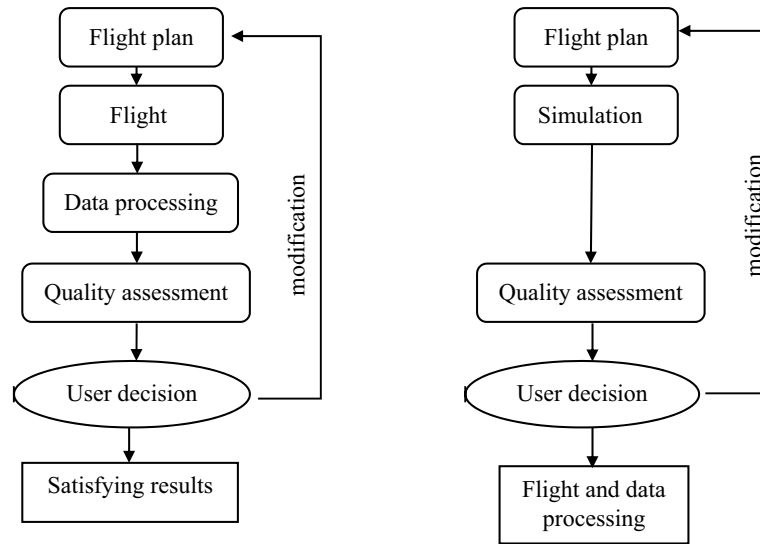 Flight plan
Flight
Data processing
Quality assessment
User decision
Satisfying results
modification
Flight plan
Simulation
Quality assessment
User decision
Flight and data
processing
modification